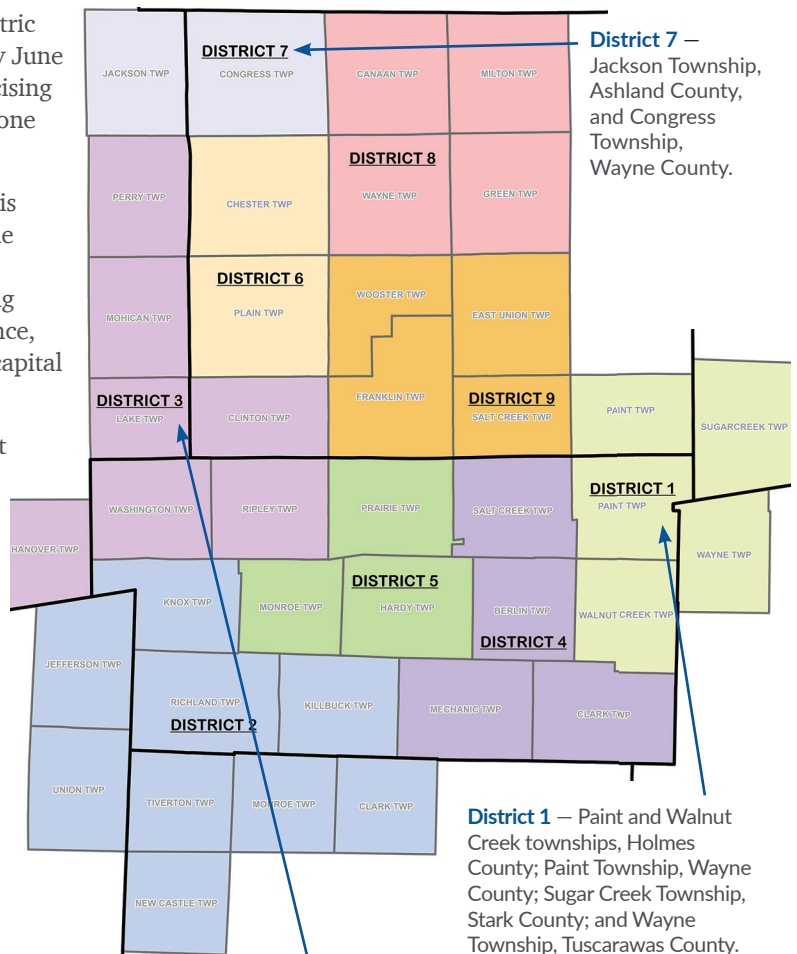 tric
y June
cising
one
is
e
g
nce,
capital
t
DISTRICT 7
JACKSON TWP
CONGRESS TWP
CANAAN TWP
MILTON TWP
District 7 —
Jackson Township,
Ashland County,
and Congress
Township,
Wayne County.
DISTRICT 8
PERRY TWP
CHESTER TWP
WAYNE TWP
GREEN TWP
DISTRICT 6
MOHICAN TWP
PLAIN TWP
WOOSTER TWP
EAST UNION TWP
DISTRICT 3
LAKE TWP
CLINTON TWP
FRANKLIN TWP
DISTRICT 9
SALT CREEK TWP
PAINT TWP
SUGARCREEK TWP
HANOVER TWP
WASHINGTON TWP
RIPLEY TWP
PRAIRIE TWP
SALT CREEK TWP
DISTRICT 1
PAINT TWP
WAYNE TWP
KNOX TWP
MONROE TWP
DISTRICT 5
HARDY TWP
BERLIN TWP
DISTRICT 4
WALNUT CREEK TWP
JEFFERSON TWP
RICHLAND TWP
DISTRICT 2
KILLBUCK TWP
MECHANIC TWP
CLARK TWP
UNION TWP
TIVERTON TWP
MONROE TWP
CLARK TWP
NEW CASTLE TWP
District 1 — Paint and Walnut
Creek townships, Holmes
County; Paint Township, Wayne
County; Sugar Creek Township,
Stark County; and Wayne
Township, Tuscarawas County.